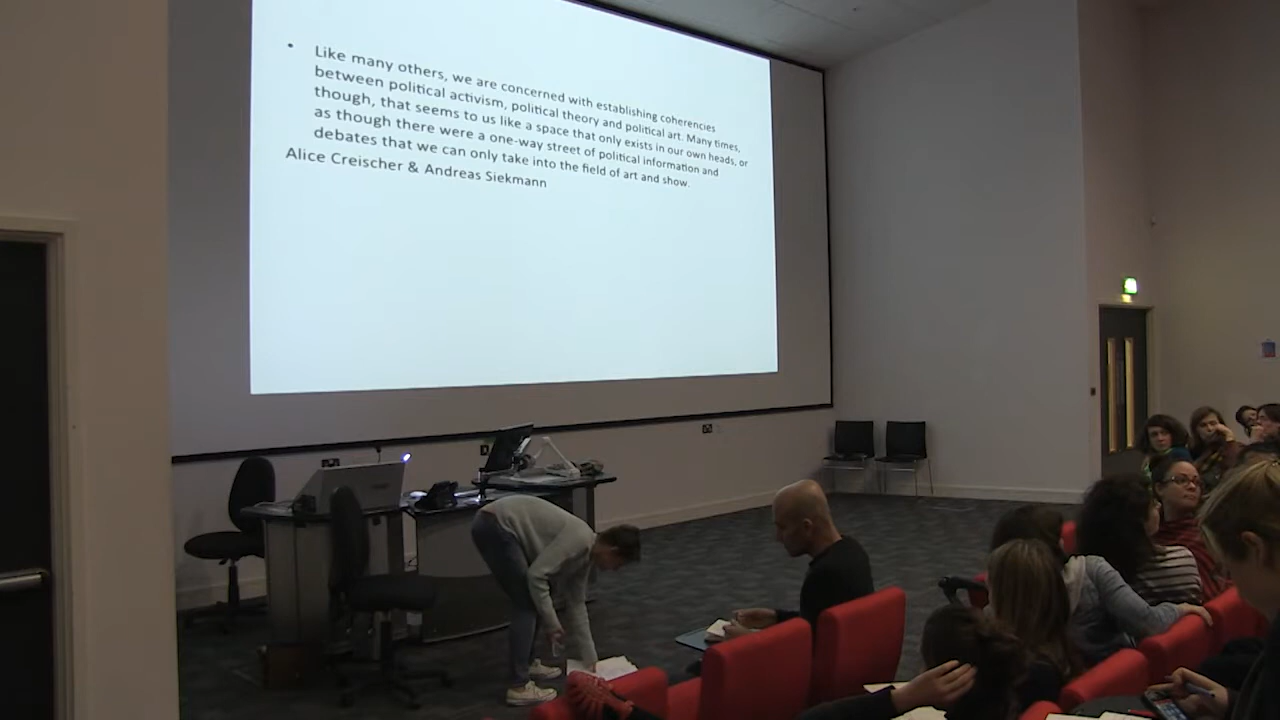 • Like many others, we are concerned with establishing coherencies
between political activism, political theory and political art. Many times,
though, that seems to us like a space that only exists in our own heads, or
as though there were a one-way street of political information and
debates that we can only take into the field of art and show.
Alice Creischer & Andreas Siekmann